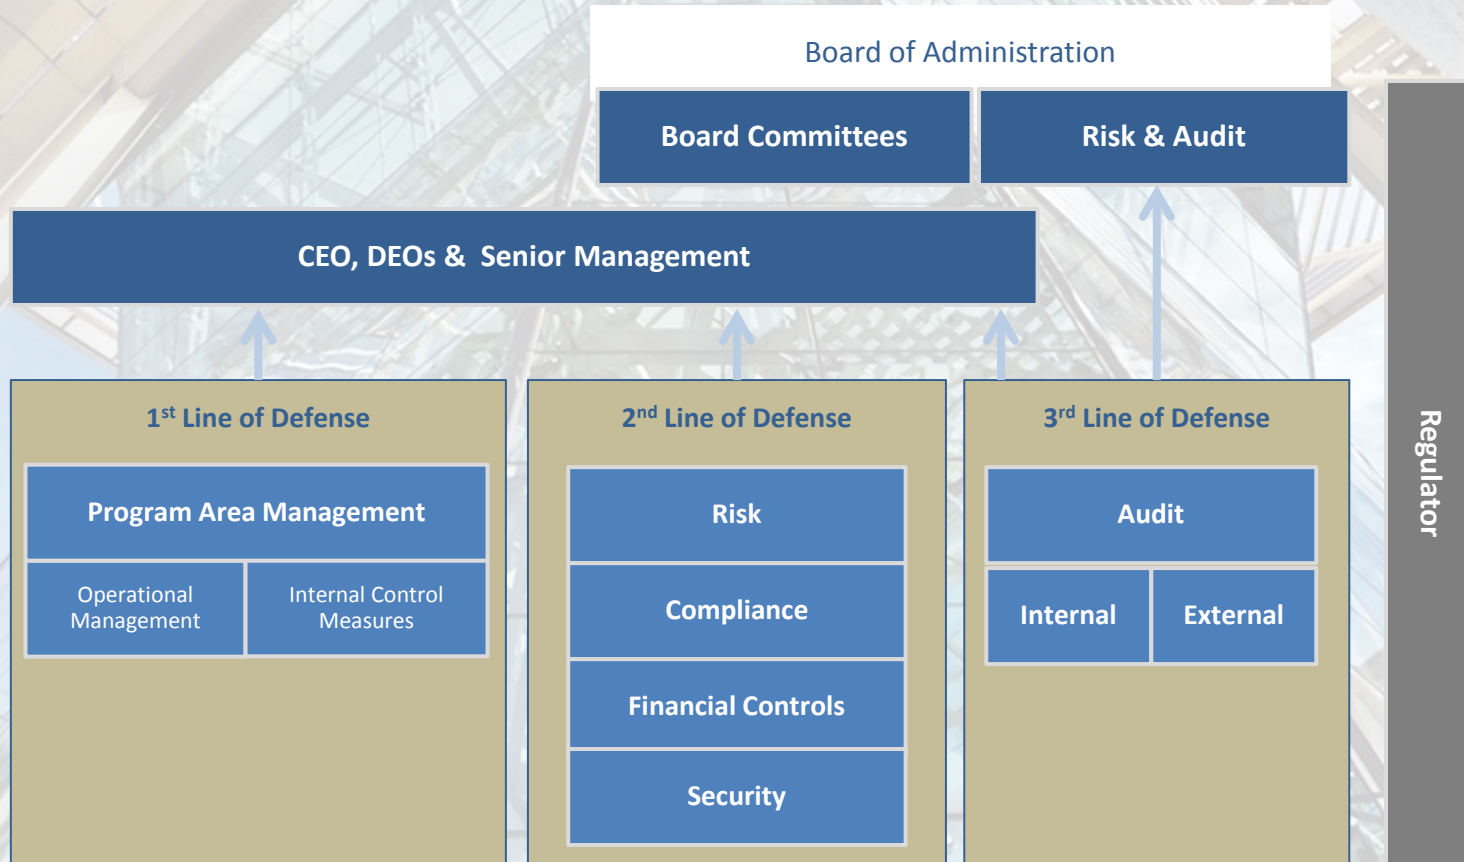 Board of Administration
Board Committees
Risk & Audit
CEO, DEOs & Senior Management
1st Line of Defense
Program Area Management
Operational
Management
Internal Control
Measures
2nd Line of Defense
Risk
Compliance
Financial Controls
Security
3rd Line of Defense
Audit
Internal
External
Regulator